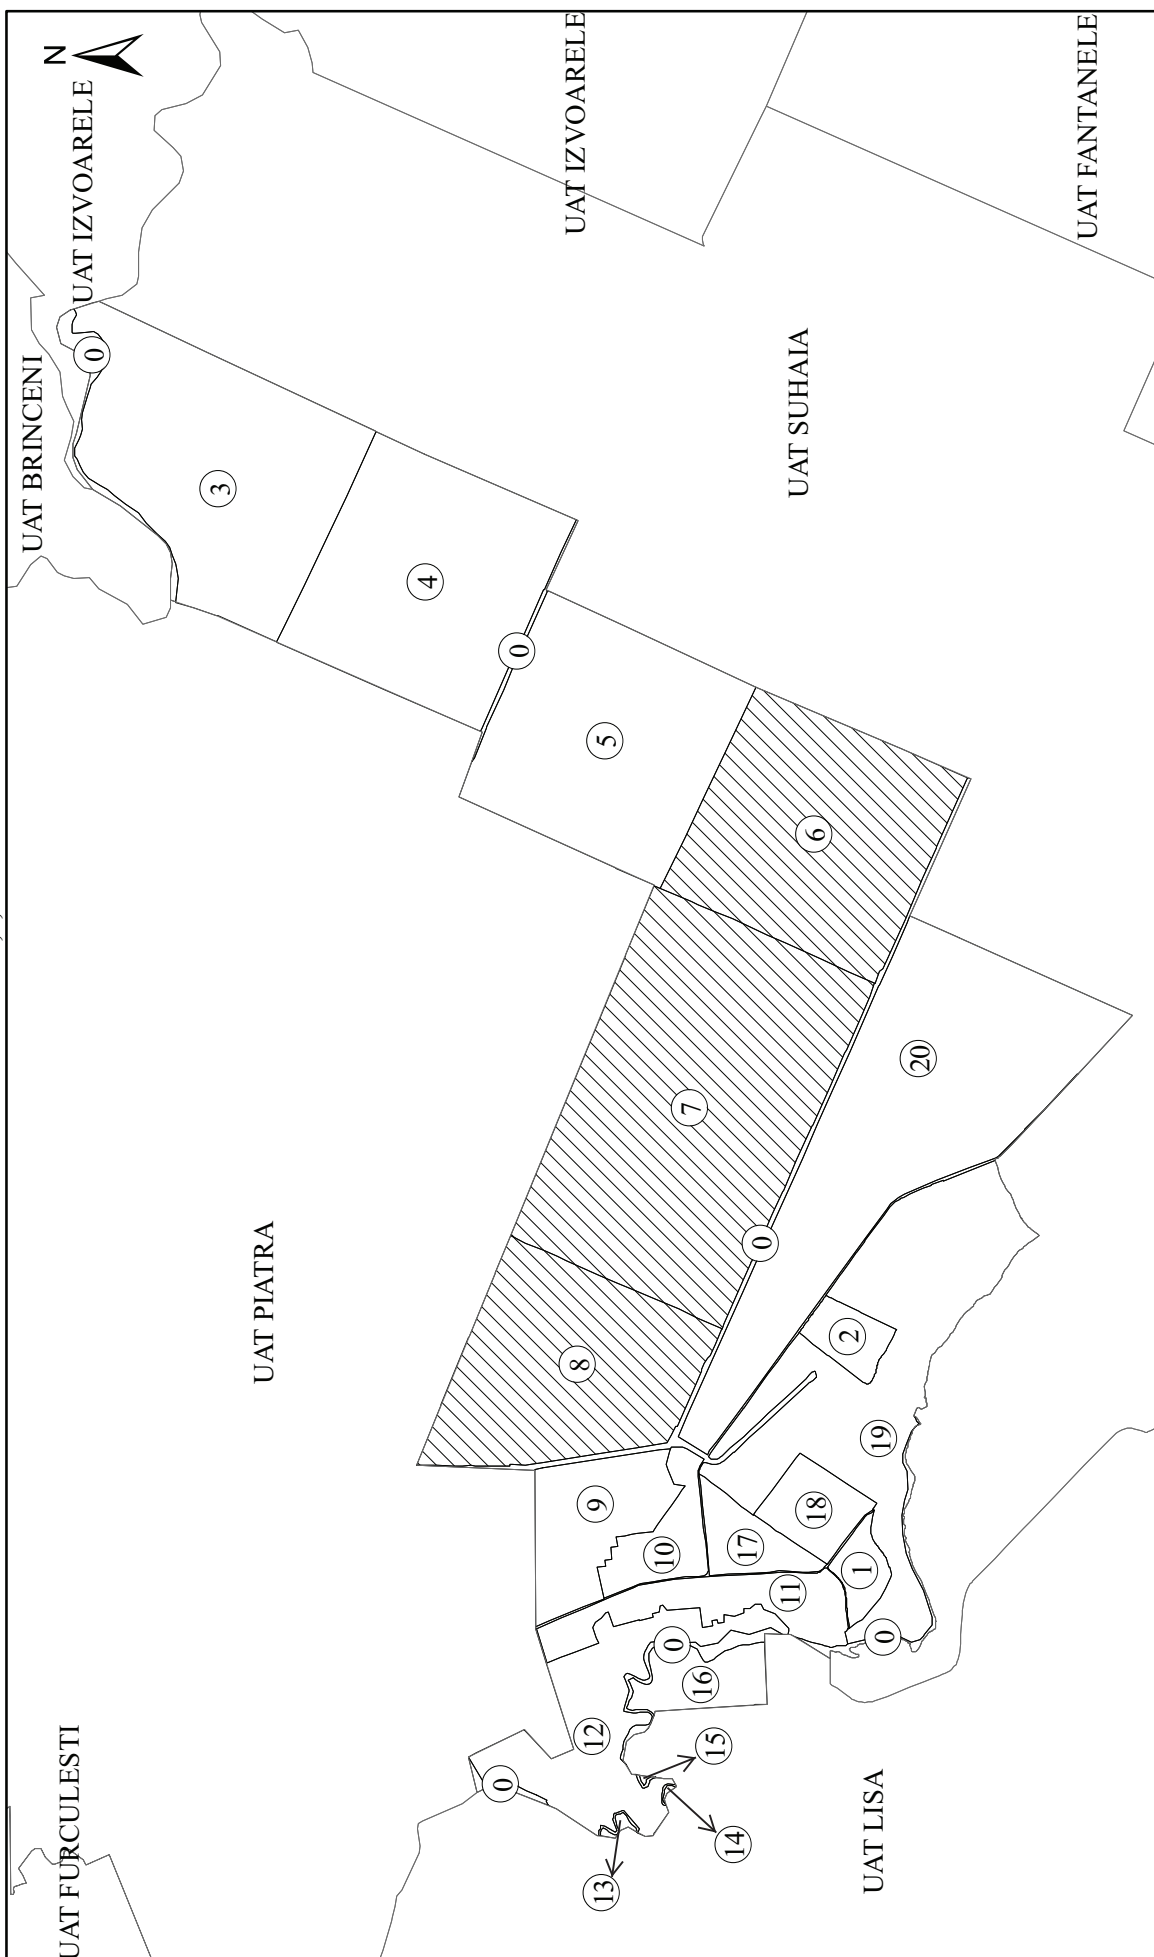 N
UAT IZVOARELE
UAT IZVOARELE
UAT FANTANELE
UAT BRINCENI
0
UAT SUHAIA
3
4
0
5
6
7
20
0
UAT PIATRA
8
2
19
9
18
10
17
1
11
0
0
16
12
15
0
14
13
UAT LISA
UAT FURCULESTI